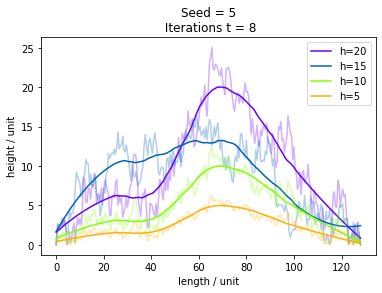 Seed = 5
Iterations t = 8
height / unit
25
20
15
10
5
0
h=20
h=15
h=10
h=5
0
20
40
60
80
100
120
length / unit